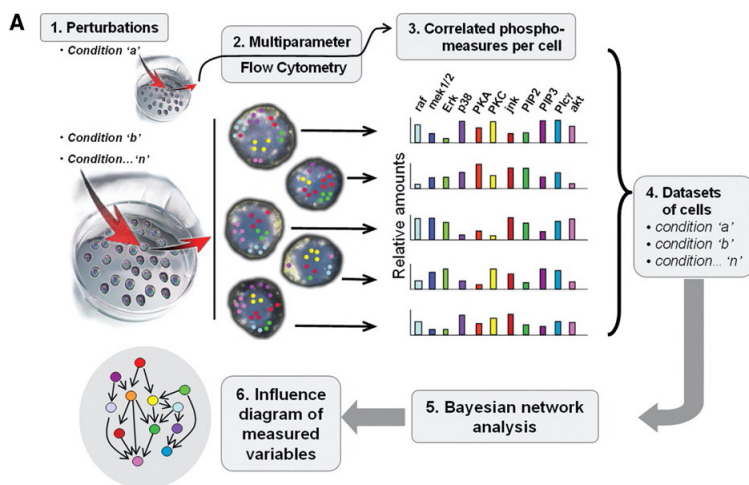 A
1. Perturbations
• Condition 'a'
2. Multiparameter
Flow Cytometry
3. Correlated phospho-
measures per cell
• Condition 'b'
• Condition...'n'
raf
mek1/2
Erk
p38
PKA
PKC
jnk
PIP2
PIP3
Plcγ
akt
Relative amounts
4. Datasets
of cells
• condition 'a'
• condition 'b'
• condition... 'n'
5. Bayesian network
analysis
6. Influence
diagram of
measured
variables